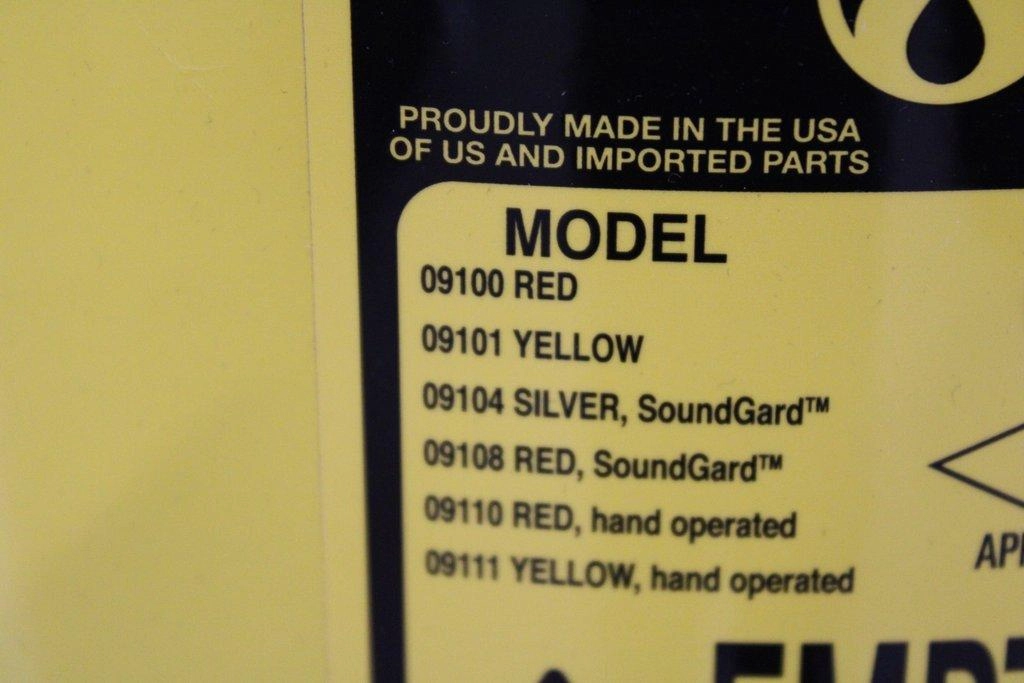 PROUDLY MADE IN THE USA
OF US AND IMPORTED PARTS
MODEL
09100 RED
09101 YELLOW
09104 SILVER, SoundGard™
09108 RED, SoundGard™
09110 RED, hand operated
09111 YELLOW, hand operated